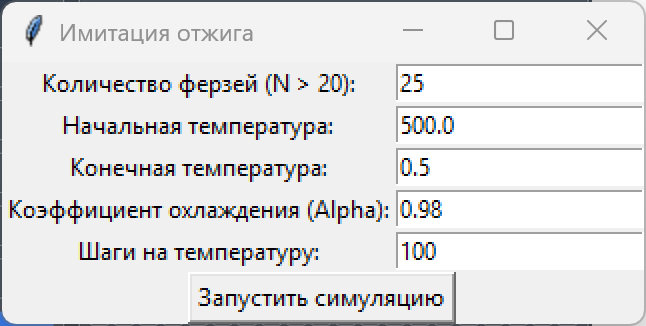 Имитация отжига
Количество ферзей (N > 20): 25
Начальная температура: 500.0
Конечная температура: 0.5
Коэффициент охлаждения (Alpha): 0.98
Шаги на температуру: 100
Запустить симуляцию